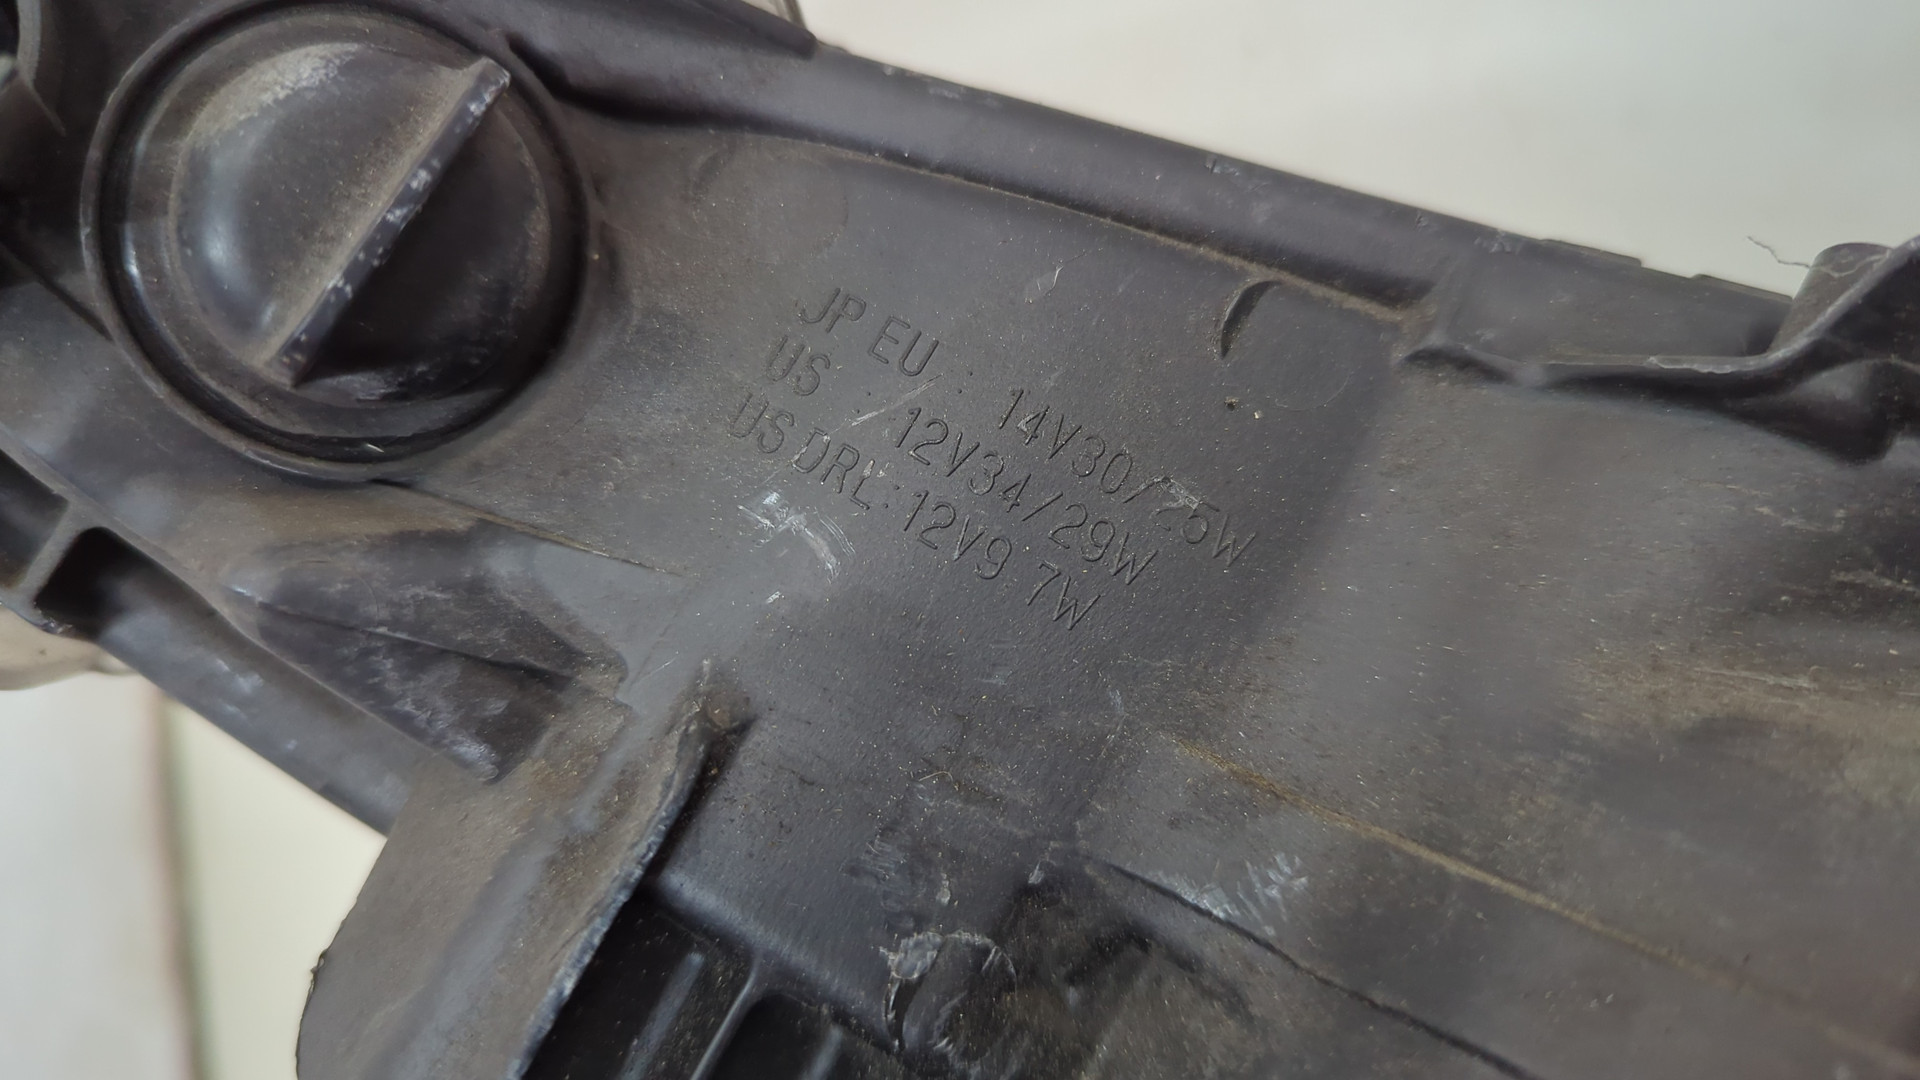 JP EU : 14V30/25W
US : 12V34/29W
US DRL : 12V9.7W